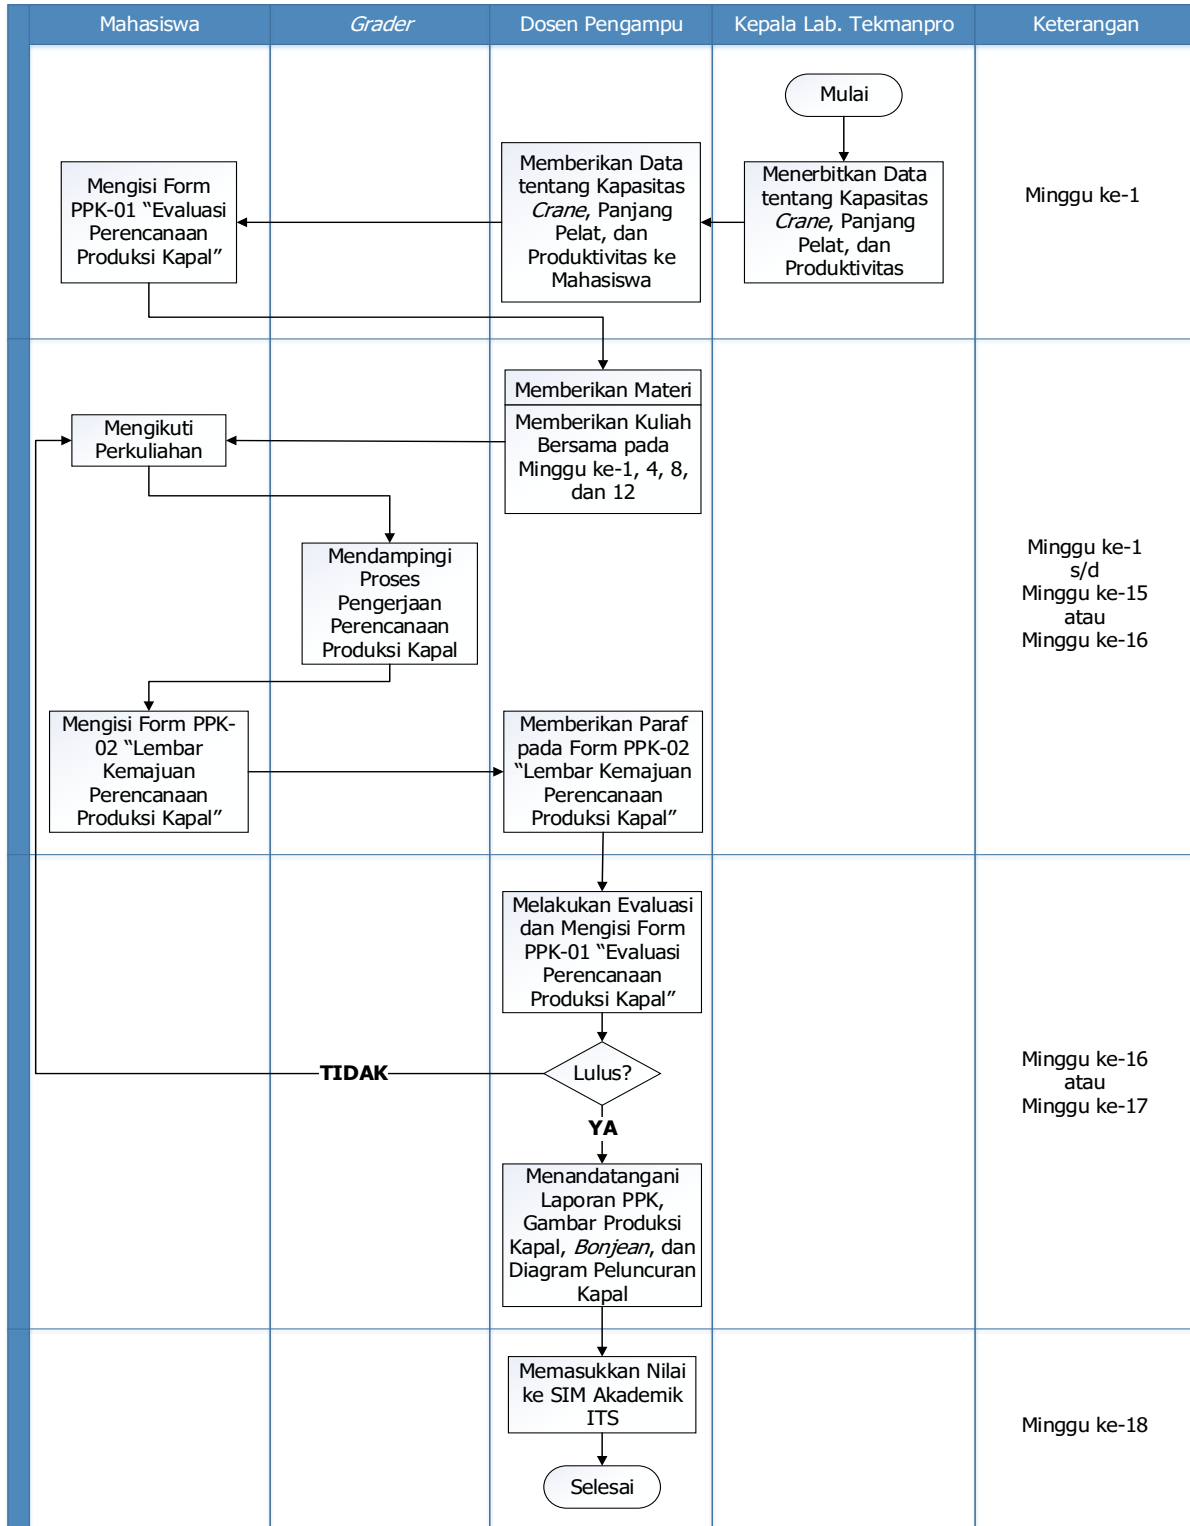 Mahasiswa
Grader
Dosen Pengampu
Kepala Lab. Tekmanpro
Keterangan
Mulai
Menerbitkan Data
tentang Kapasitas
Crane, Panjang
Pelat, dan
Produktivitas
Memberikan Data
tentang Kapasitas
Crane, Panjang
Pelat, dan
Produktivitas ke
Mahasiswa
Mengisi Form
PPK-01 “Evaluasi
Perencanaan
Produksi Kapal”
Minggu ke-1
Memberikan Materi
Memberikan Kuliah
Bersama pada
Minggu ke-1, 4, 8,
dan 12
Mengikuti
Perkuliahan
Mendampingi
Proses
Pengerjaan
Perencanaan
Produksi Kapal
Mengisi Form PPK-
02 “Lembar
Kemajuan
Perencanaan
Produksi Kapal”
Memberikan Paraf
pada Form PPK-02
“Lembar Kemajuan
Perencanaan
Produksi Kapal”
Minggu ke-1
s/d
Minggu ke-15
atau
Minggu ke-16
Melakukan Evaluasi
dan Mengisi Form
PPK-01 “Evaluasi
Perencanaan
Produksi Kapal”
Lulus?
TIDAK
YA
Menandatangani
Laporan PPK,
Gambar Produksi
Kapal, Bonjean, dan
Diagram Peluncuran
Kapal
Minggu ke-16
atau
Minggu ke-17
Memasukkan Nilai
ke SIM Akademik
ITS
Selesai
Minggu ke-18